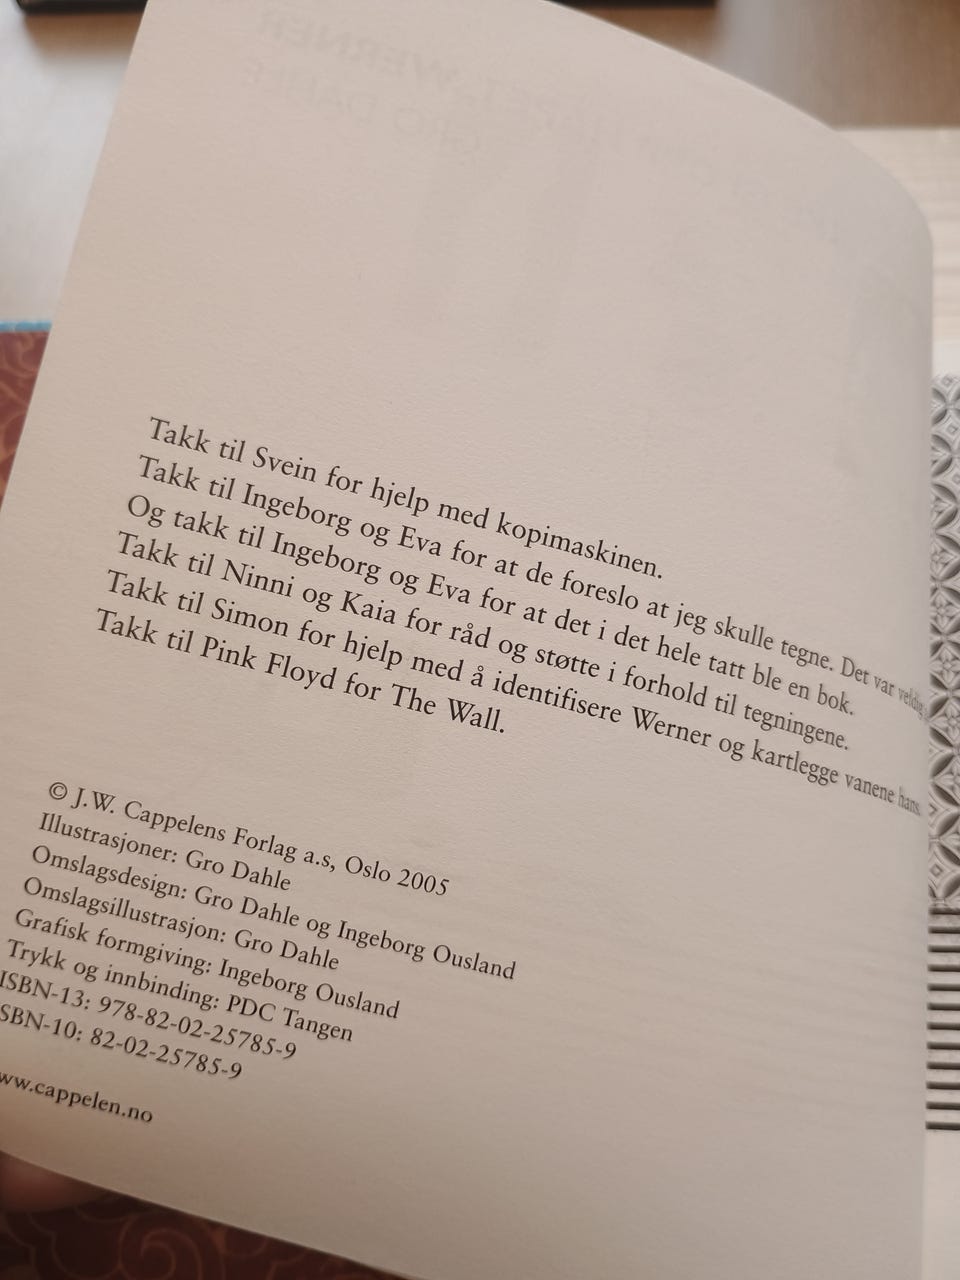 Takk til Svein for hjelp med kopimaskinen.
Takk til Ingeborg og Eva for at de foreslo at jeg skulle tegne. Det var veldig
Og takk til Ingeborg og Eva for at det i det hele tatt ble en bok.
Takk til Ninni og Kaia for råd og støtte i forhold til tegningene.
Takk til Simon for hjelp med å identifisere Werner og kartlegge vanene hans.
Takk til Pink Floyd for The Wall.
© J.W. Cappelens Forlag a.s, Oslo 2005
Illustrasjoner: Gro Dahle
Omslagsdesign: Gro Dahle og Ingeborg Ousland
Omslagsillustrasjon: Gro Dahle
Grafisk formgiving: Ingeborg Ousland
Trykk og innbinding: PDC Tangen
ISBN-13: 978-82-02-25785-9
SBN-10: 82-02-25785-9
ww.cappelen.no